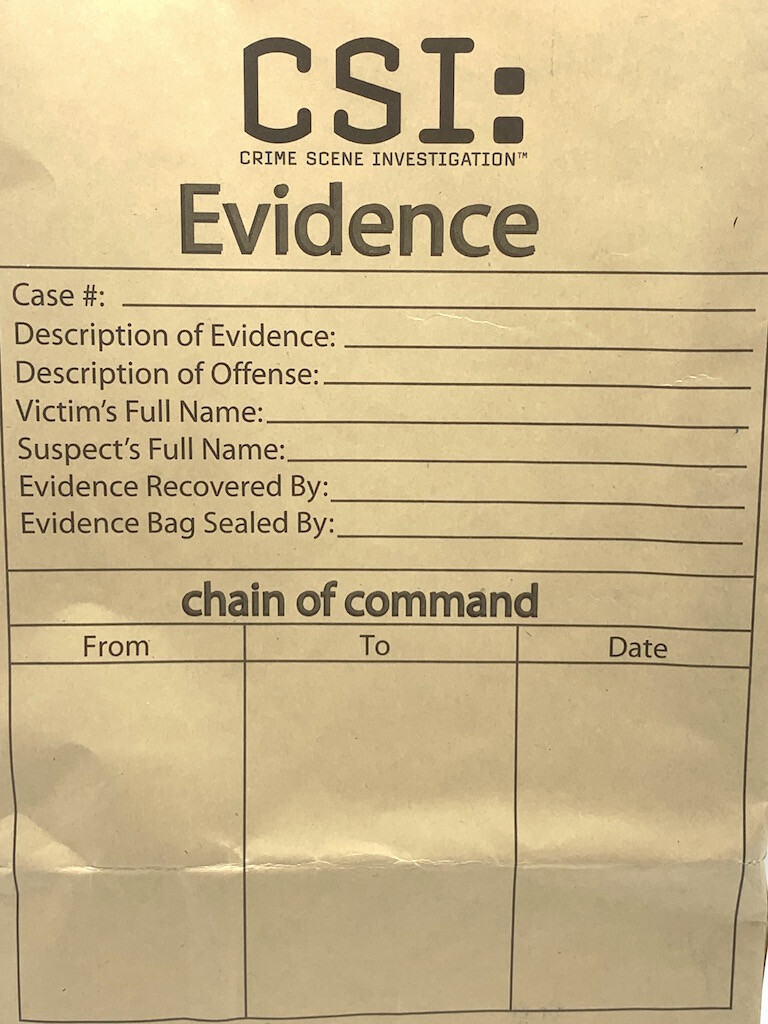 CSI:
CRIME SCENE INVESTIGATION™
Evidence
Case #:
Description of Evidence:
Description of Offense:
Victim's Full Name:
Suspect's Full Name:
Evidence Recovered By:
Evidence Bag Sealed By:
chain of command
From To Date